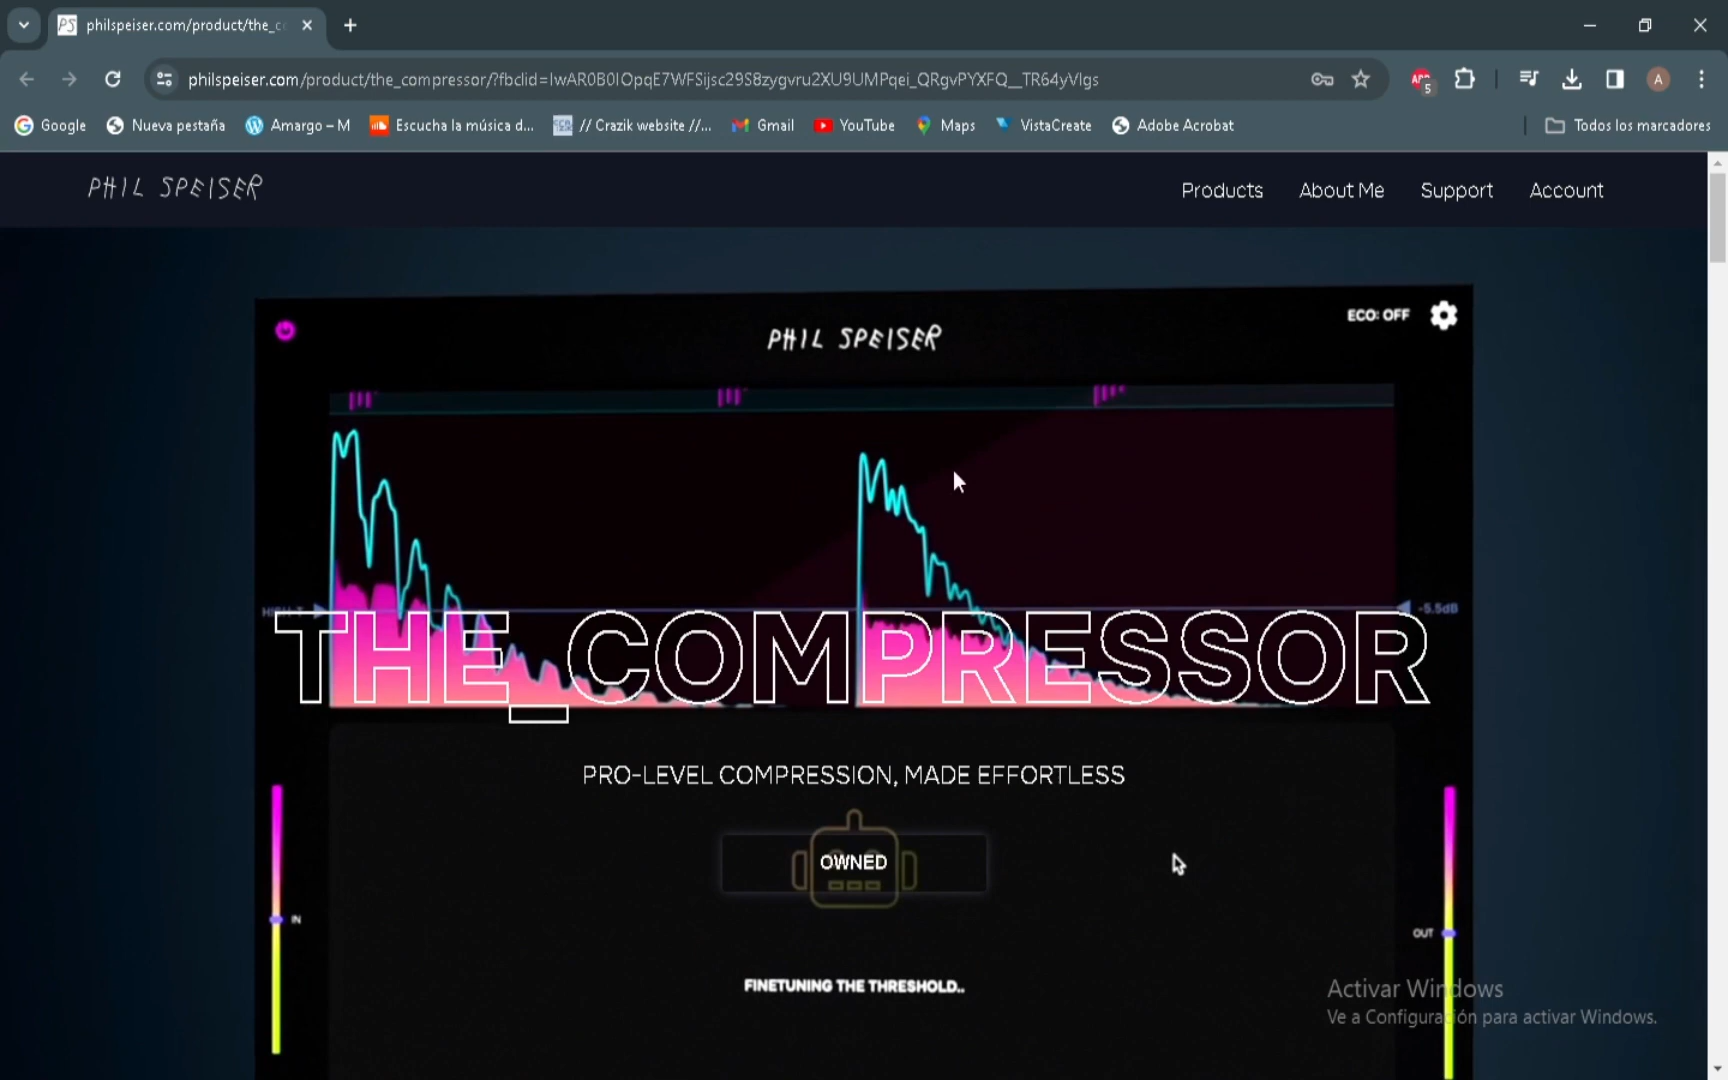 philspeiser.com/product/the_c
philspeiser.com/product/the_compressor/?fbclid=IwAR0B0IOpqE7WFSijsc29S8zygvru2XU9UMPqei_QRgvPYXFQ__TR64yVIgs
ABP
5
A
Google
Nueva pestaña
Amargo – M
Escucha la música d...
// Crazik website //...
Gmail
YouTube
Maps
VistaCreate
Adobe Acrobat
Todos los marcadores
PHIL SPEISER
Products
About Me
Support
Account
PHIL SPEISER
ECO: OFF
-5.5dB
THE_COMPRESSOR
PRO-LEVEL COMPRESSION, MADE EFFORTLESS
OWNED
IN
OUT
FINETUNING THE THRESHOLD..
Activar Windows
Ve a Configuración para activar Windows.